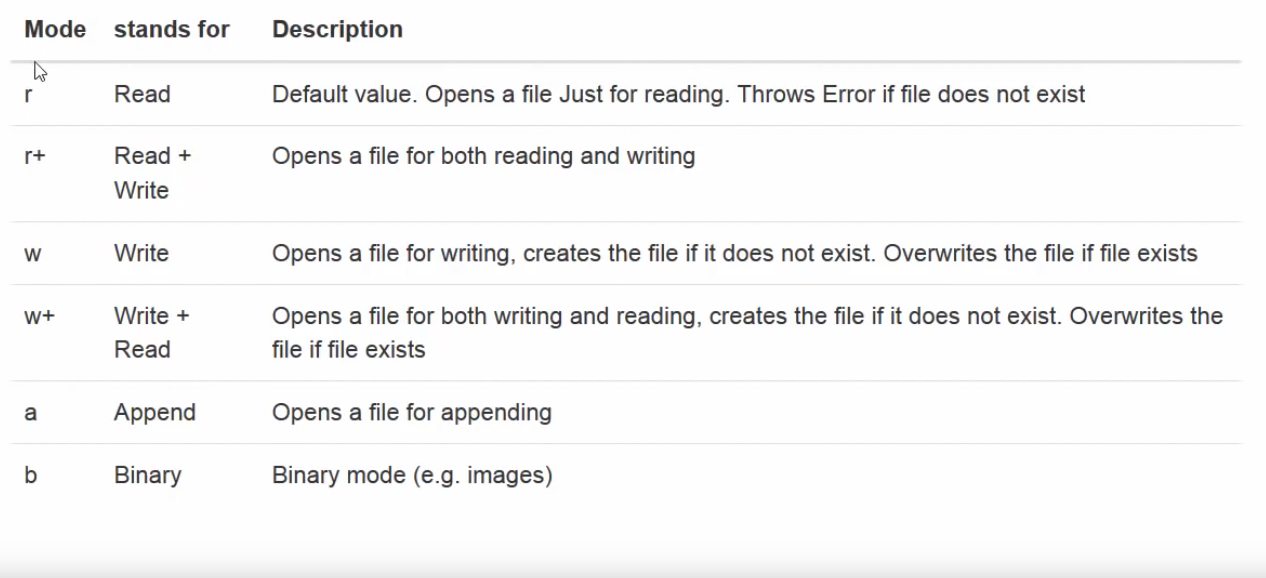 Mode stands for Description
r Read Default value. Opens a file Just for reading. Throws Error if file does not exist
r+ Read + Opens a file for both reading and writing
Write
w Write Opens a file for writing, creates the file if it does not exist. Overwrites the file if file exists
w+ Write + Opens a file for both writing and reading, creates the file if it does not exist. Overwrites the
Read file if file exists
a Append Opens a file for appending
b Binary Binary mode (e.g. images)